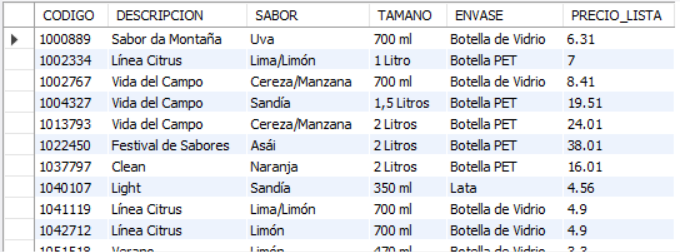 CODIGO DESCRIPCION SABOR TAMANO ENVASE PRECIO_LISTA
1000889 Sabor da Montaña Uva 700 ml Botella de Vidrio 6.31
1002334 Línea Citrus Lima/Limón 1 Litro Botella PET 7
1002767 Vida del Campo Cereza/Manzana 700 ml Botella de Vidrio 8.41
1004327 Vida del Campo Sandía 1,5 Litros Botella PET 19.51
1013793 Vida del Campo Cereza/Manzana 2 Litros Botella PET 24.01
1022450 Festival de Sabores Asái 2 Litros Botella PET 38.01
1037797 Clean Naranja 2 Litros Botella PET 16.01
1040107 Light Sandía 350 ml Lata 4.56
1041119 Línea Citrus Lima/Limón 700 ml Botella de Vidrio 4.9
1042712 Línea Citrus Limón 700 ml Botella de Vidrio 4.9
1051518 Verano Limón 470 ml Botella de Vidrio 3.3